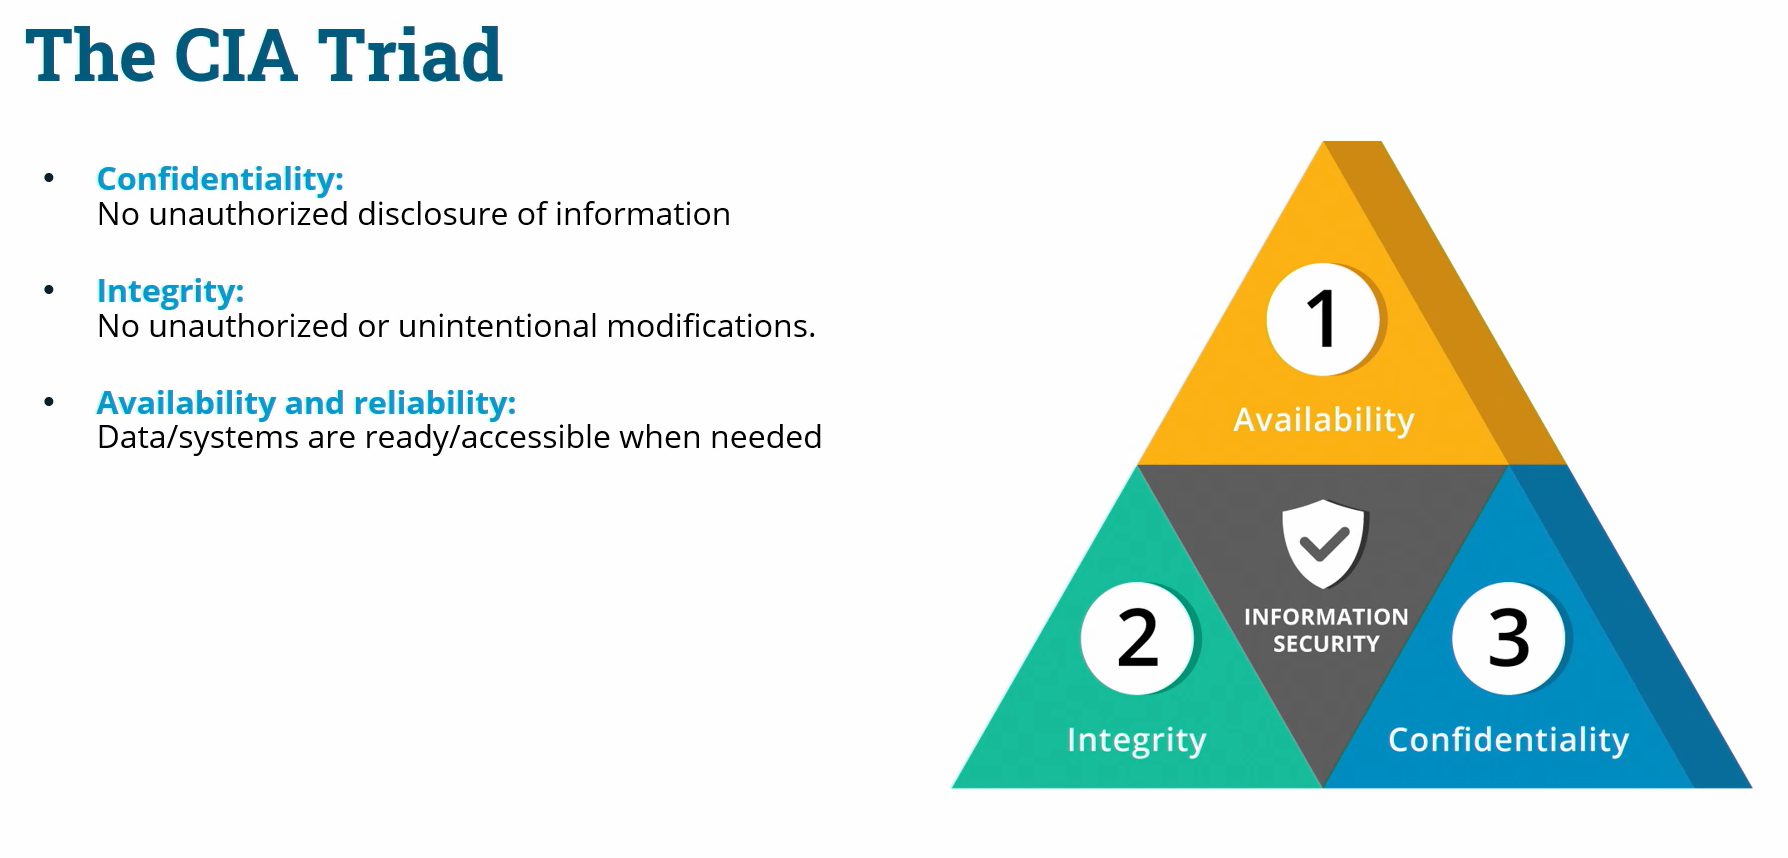 The CIA Triad
• Confidentiality:
No unauthorized disclosure of information
• Integrity:
No unauthorized or unintentional modifications.
• Availability and reliability:
Data/systems are ready/accessible when needed
1
Availability
INFORMATION
SECURITY
2
Integrity
3
Confidentiality